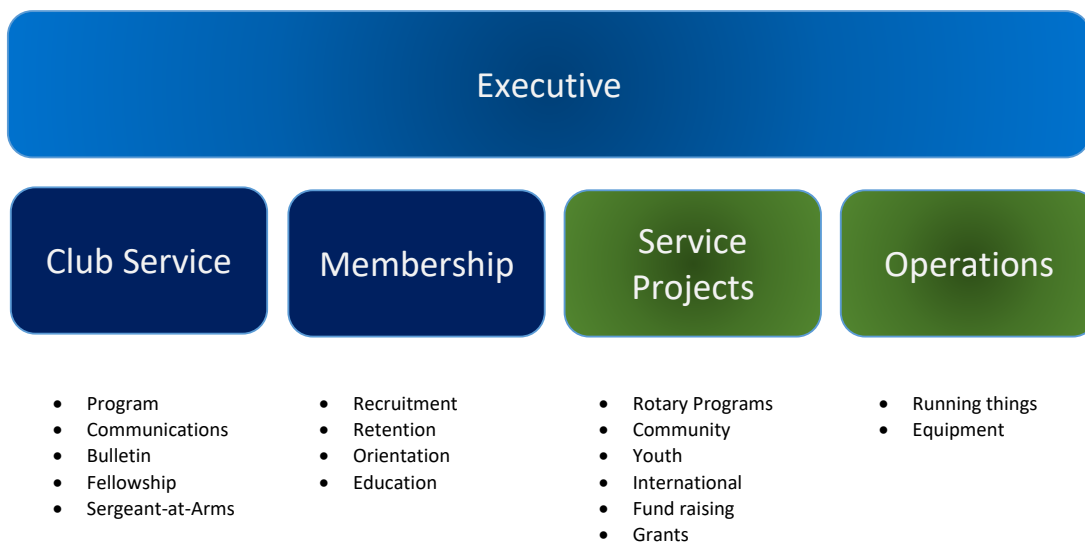 Executive
Club Service
Membership
Service
Projects
Operations
• Program
• Communications
• Bulletin
• Fellowship
• Sergeant-at-Arms
• Recruitment
• Retention
• Orientation
• Education
• Rotary Programs
• Community
• Youth
• International
• Fund raising
• Grants
• Running things
• Equipment